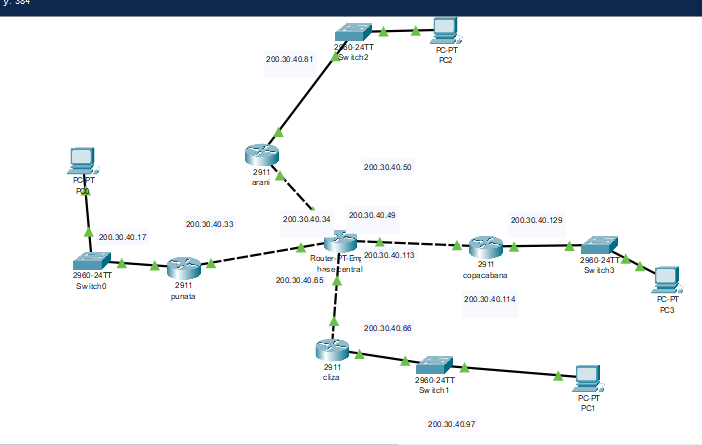 y: 384
2960-24TT
Switch2
PC-PT
PC2
200.30.40.81
2911
arani
200.30.40.50
PC-PT
PC0
200.30.40.17
200.30.40.33
200.30.40.34
200.30.40.49
200.30.40.129
2960-24TT
Switch0
2911
punata
Router-PT-Emp
base central
200.30.40.113
2911
copacabana
2960-24TT
Switch3
PC-PT
PC3
200.30.40.65
200.30.40.114
200.30.40.66
2911
cliza
2960-24TT
Switch1
PC-PT
PC1
200.30.40.97